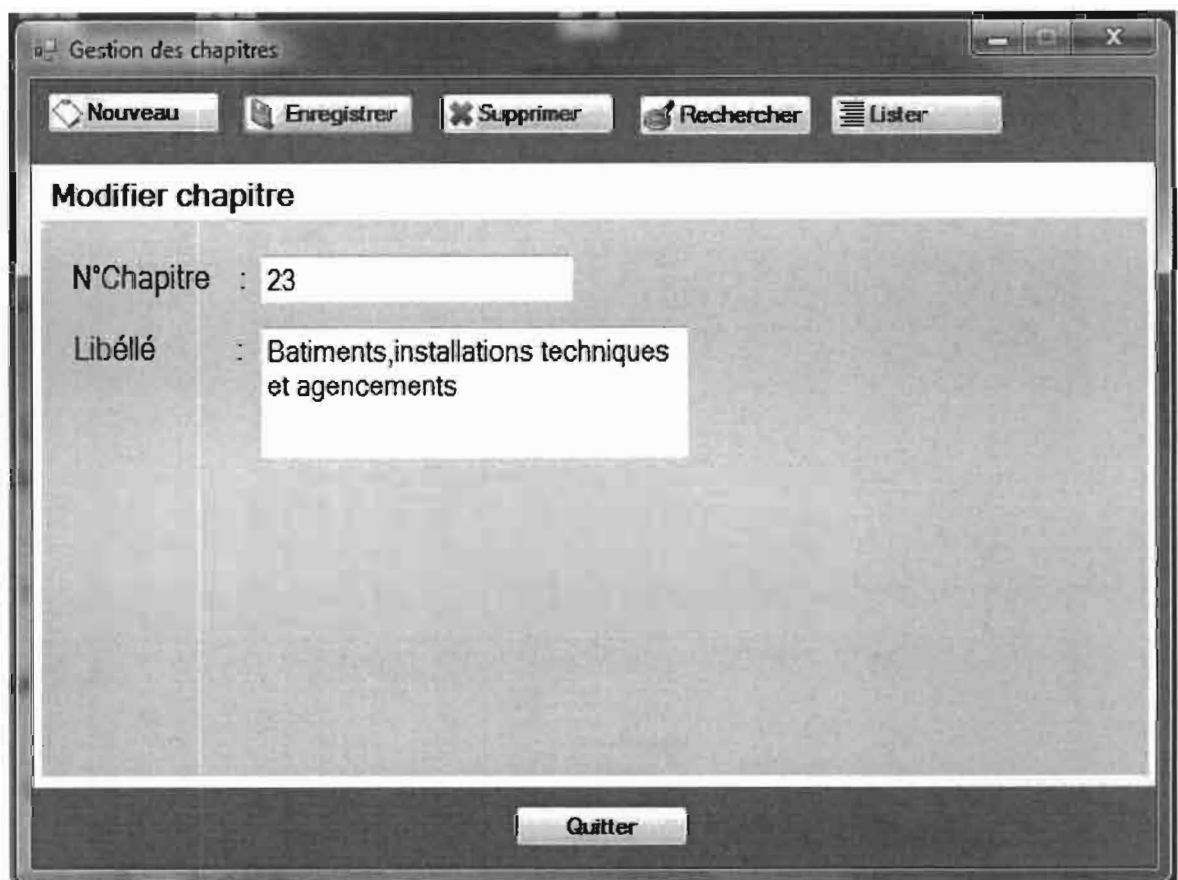 Gestion des chapitres
Nouveau Enregistrer Supprimer Rechercher Lister
Modifier chapitre
N°Chapitre : 23
Libéllé : Batiments,installations techniques
et agencements
Quitter